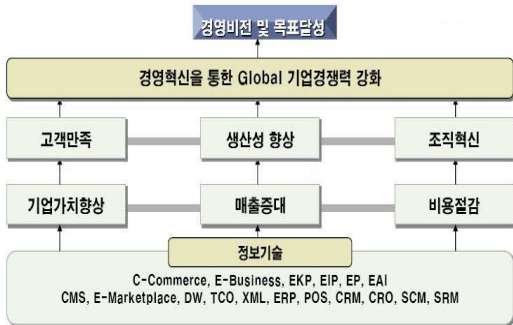 경영비전 및 목표달성
경영혁신을 통한 Global 기업경쟁력 강화
고객만족
생산성 향상
조직혁신
기업가치향상
매출증대
비용절감
정보기술
C-Commerce, E-Business, EKP, EIP, EP, EAI
CMS, E-Marketplace, DW, TCO, XML, ERP, POS, CRM, CRO, SCM, SRM